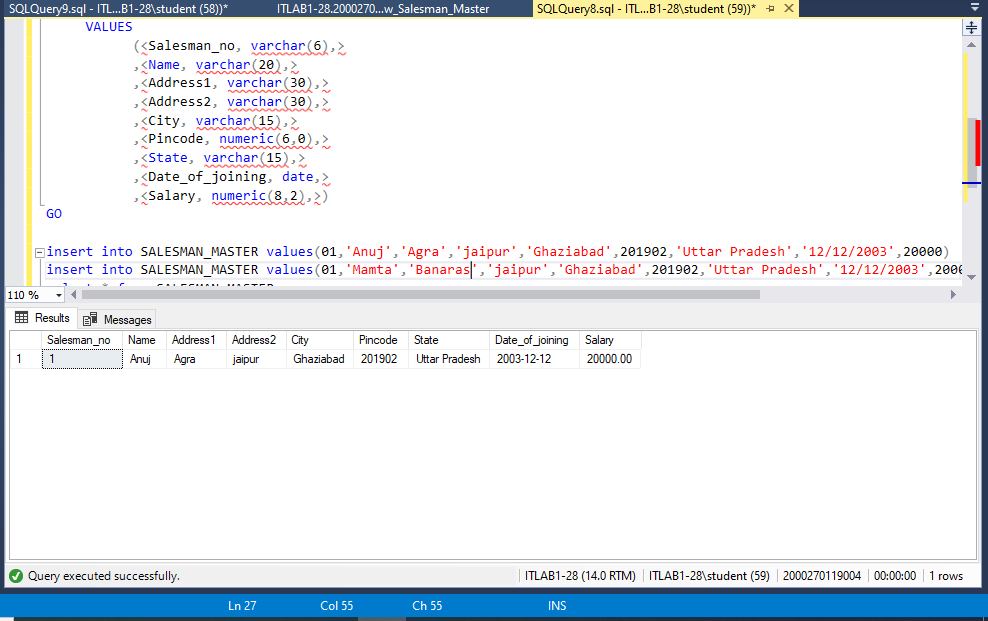 SQLQuery9.sql - ITL...B1-28\student (58))* ITLAB1-28.2000270...w_Salesman_Master SQLQuery8.sql - ITL...B1-28\student (59))*
VALUES
(<Salesman_no, varchar(6),>
,<Name, varchar(20),>
,<Address1, varchar(30),>
,<Address2, varchar(30),>
,<City, varchar(15),>
,<Pincode, numeric(6,0),>
,<State, varchar(15),>
,<Date_of_joining, date,>
,<Salary, numeric(8,2),>)
GO
insert into SALESMAN_MASTER values(01,'Anuj','Agra','jaipur','Ghaziabad',201902,'Uttar Pradesh','12/12/2003',20000)
insert into SALESMAN_MASTER values(01,'Mamta','Banaras','jaipur','Ghaziabad',201902,'Uttar Pradesh','12/12/2003',2000
110 %
Results Messages
Salesman_no Name Address1 Address2 City Pincode State Date_of_joining Salary
1 1 Anuj Agra jaipur Ghaziabad 201902 Uttar Pradesh 2003-12-12 20000.00
Query executed successfully. ITLAB1-28 (14.0 RTM) ITLAB1-28\student (59) 2000270119004 00:00:00 1 rows
Ln 27 Col 55 Ch 55 INS